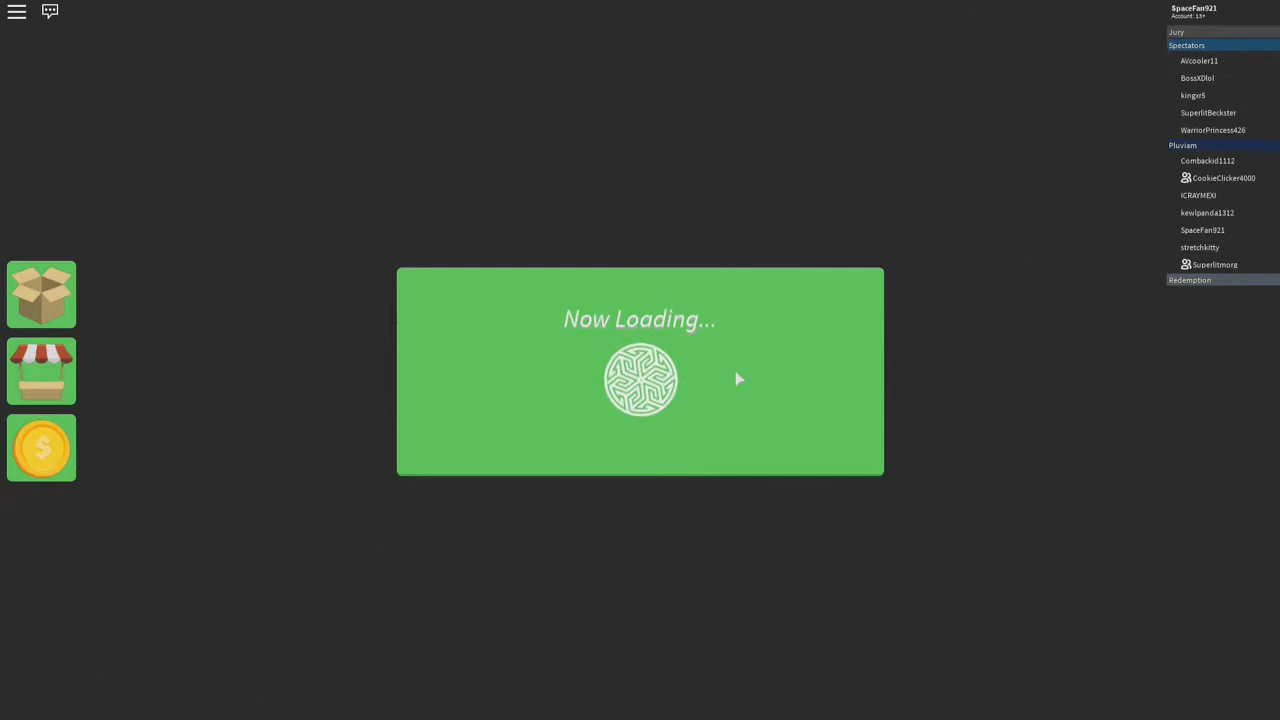 SpaceFan921
Account: 13+
Jury
Spectators
AVcooler11
BossXDlol
kingxr5
SuperlitBeckster
WarriorPrincess426
Pluviam
Combackid1112
CookieClicker4000
ICRAYMEXI
kewlpanda1312
SpaceFan921
stretchkitty
Superlitmorg
Redemption
Now Loading...
$